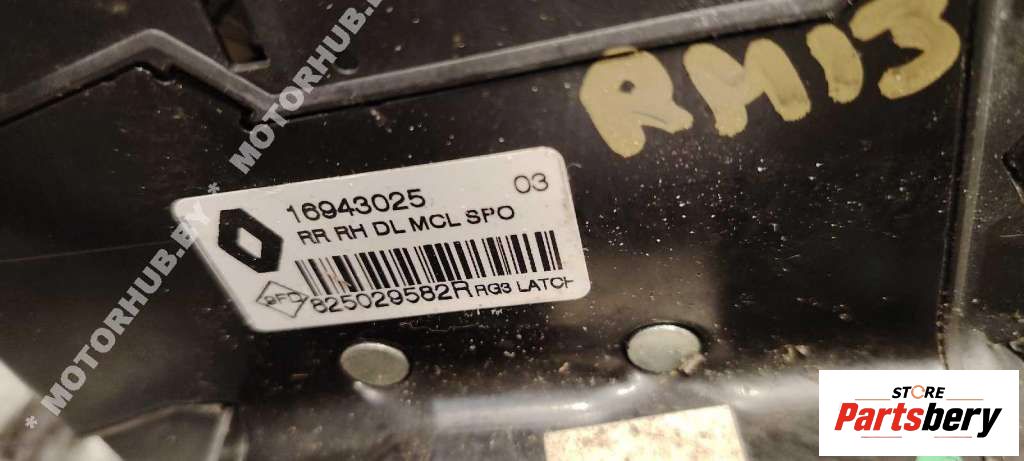 RM13
* MOTORHUB.BY * MOTORHUB.BY
16943025 03
RR RH DL MCL SPO
825029582R RG3 LATCH
STORE
Partsbery